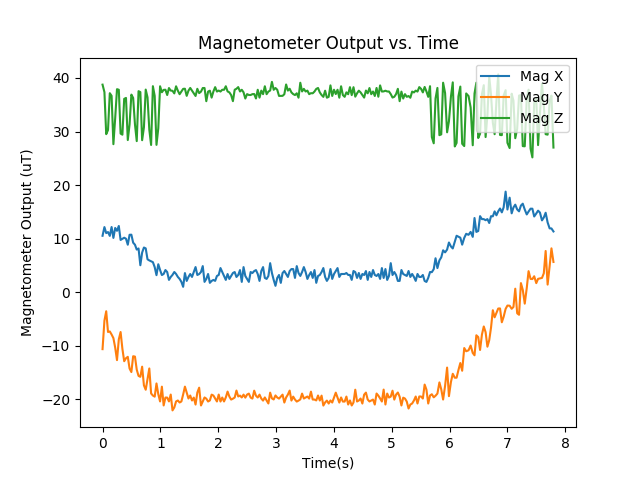 Magnetometer Output vs. Time
Mag X
Mag Y
Mag Z
Magnetometer Output (uT)
40
30
20
10
0
−10
−20
0 1 2 3 4 5 6 7 8
Time(s)